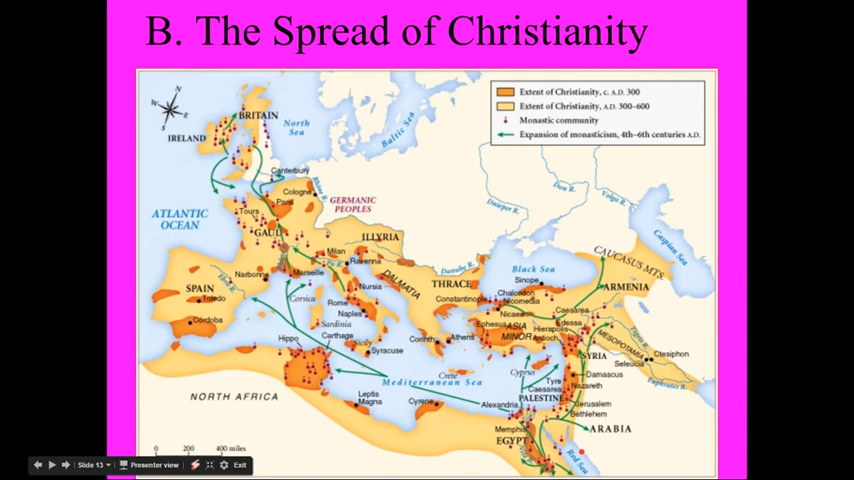 B. The Spread of Christianity
Extent of Christianity, c. A.D. 300
Extent of Christianity, A.D. 300–600
Monastic community
Expansion of monasticism, 4th–6th centuries A.D.
N
W
E
S
BRITAIN
North
Sea
IRELAND
Baltic Sea
Canterbury
Cologne
Rhine R.
GERMANIC
PEOPLES
Paris
ATLANTIC
OCEAN
Tours
GAUL
Dnieper R.
Don R.
Volga R.
Caspian Sea
ILLYRIA
Milan
Po R.
Ravenna
Danube R.
CAUCASUS MTS.
Black Sea
Narbonne
Marseille
Nursia
DALMATIA
THRACE
Sinope
ARMENIA
SPAIN
Toledo
Corsica
Rome
Naples
Constantinople
Chalcedon
Nicomedia
Nicaea
Caesarea
Edessa
Córdoba
Sardinia
Ephesus
ASIA
MINOR
Hierapolis
Antioch
Tigris R.
MESOPOTAMIA
Hippo
Carthage
Sicily
Syracuse
Corinth
Athens
SYRIA
Ctesiphon
Seleucia
Euphrates R.
Crete
Cyprus
Damascus
Mediterranean Sea
Tyre
Caesarea
Nazareth
NORTH AFRICA
Leptis
Magna
Cyrene
Alexandria
PALESTINE
Jerusalem
Bethlehem
Memphis
EGYPT
ARABIA
Red Sea
0 200 400 miles
Slide 13
Presenter view
Exit